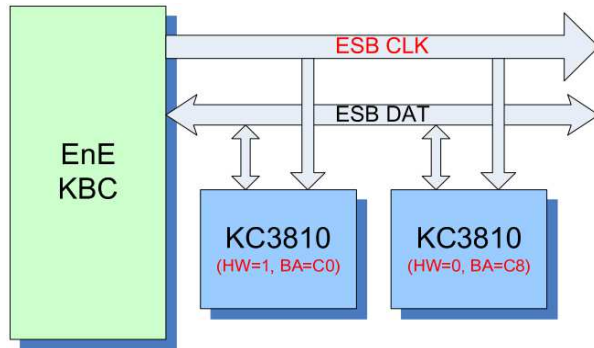 ESB CLK
ESB DAT
EnE
KBC
KC3810
(HW=1, BA=C0)
KC3810
(HW=0, BA=C8)